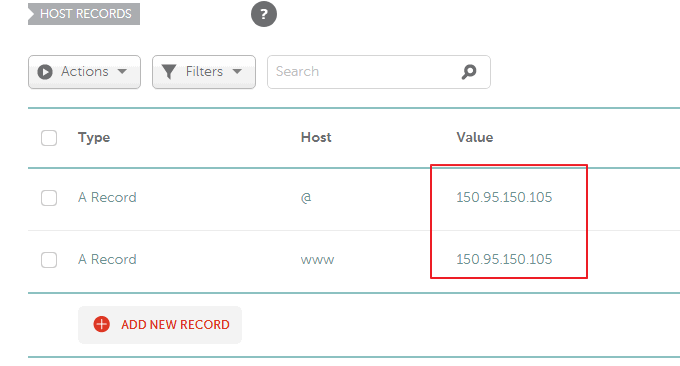 HOST RECORDS ?
Actions Filters Search
Type Host Value
A Record @ 150.95.150.105
A Record www 150.95.150.105
ADD NEW RECORD